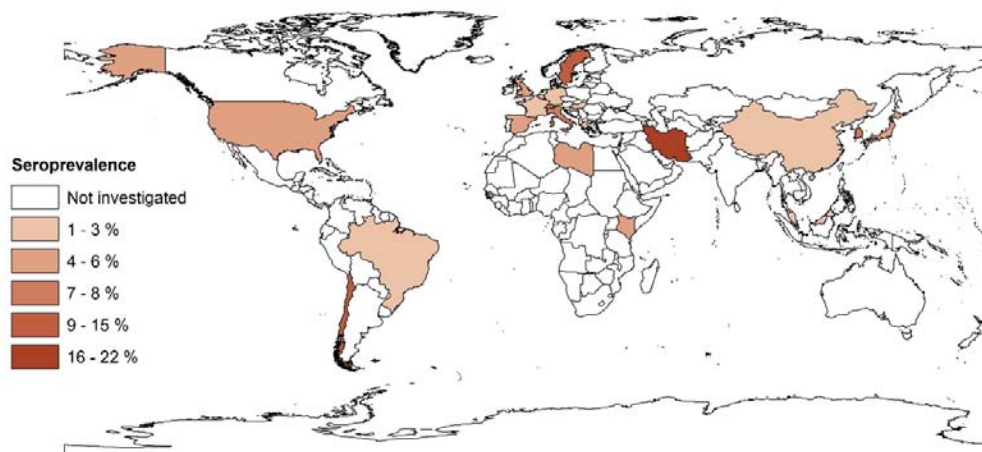 Seroprevalence
Not investigated
1 - 3 %
4 - 6 %
7 - 8 %
9 - 15 %
16 - 22 %